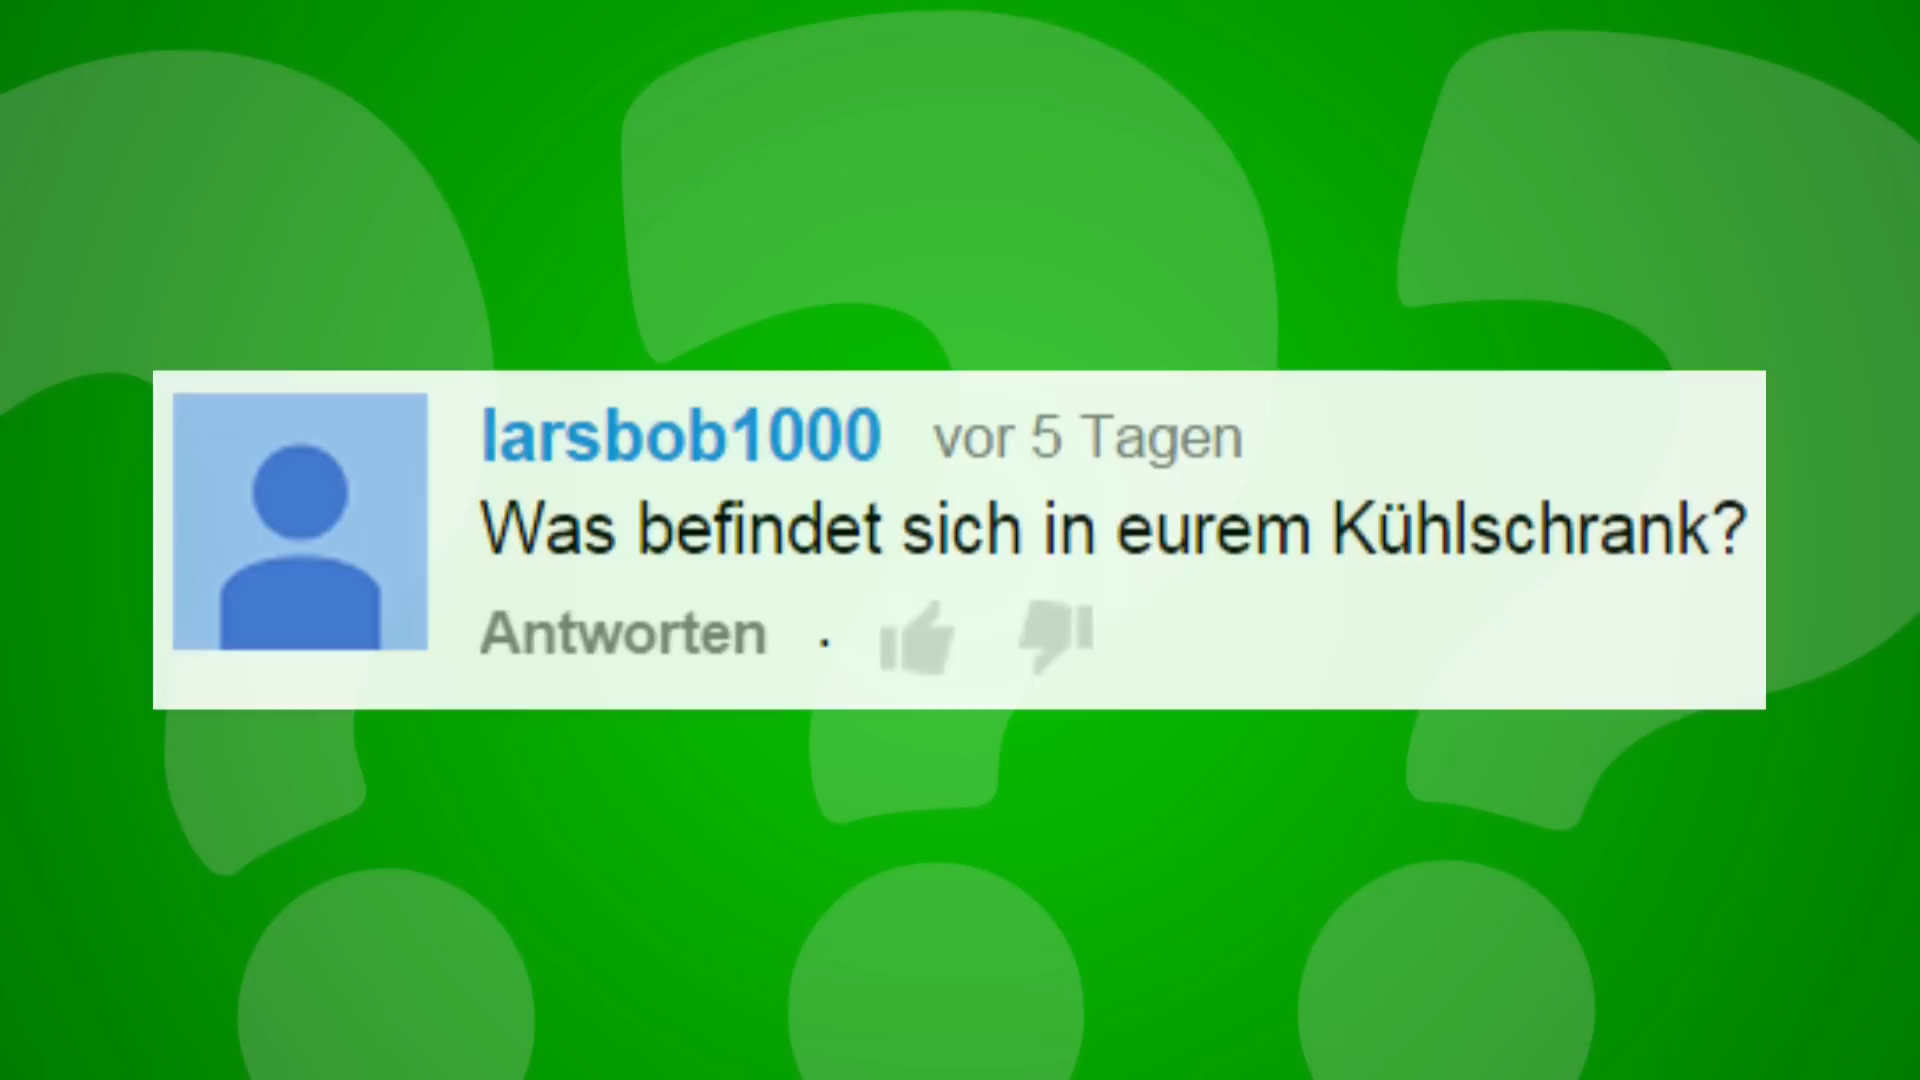 larsbob1000 vor 5 Tagen
Was befindet sich in eurem Kühlschrank?
Antworten .